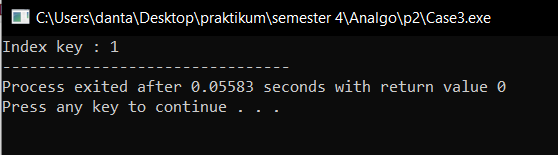 C:\Users\danta\Desktop\praktikum\semester 4\Analgo\p2\Case3.exe
Index key : 1
--------------------------------
Process exited after 0.05583 seconds with return value 0
Press any key to continue . . .